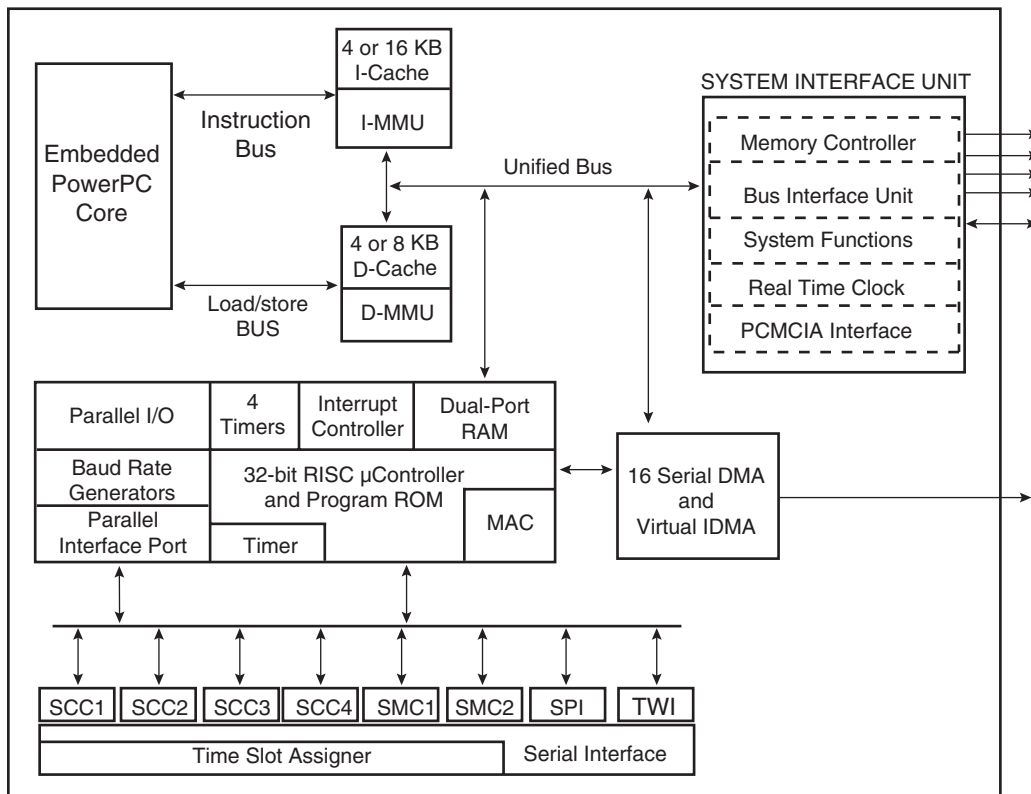 4 or 16 KB
I-Cache
I-MMU
Instruction
Bus
Embedded
PowerPC
Core
4 or 8 KB
D-Cache
D-MMU
Load/store
BUS
Unified Bus
SYSTEM INTERFACE UNIT
Memory Controller
Bus Interface Unit
System Functions
Real Time Clock
PCMCIA Interface
Parallel I/O
4
Timers
Interrupt
Controller
Dual-Port
RAM
Baud Rate
Generators
Parallel
Interface Port
32-bit RISC µController
and Program ROM
MAC
Timer
16 Serial DMA
and
Virtual IDMA
SCC1
SCC2
SCC3
SCC4
SMC1
SMC2
SPI
TWI
Time Slot Assigner
Serial Interface